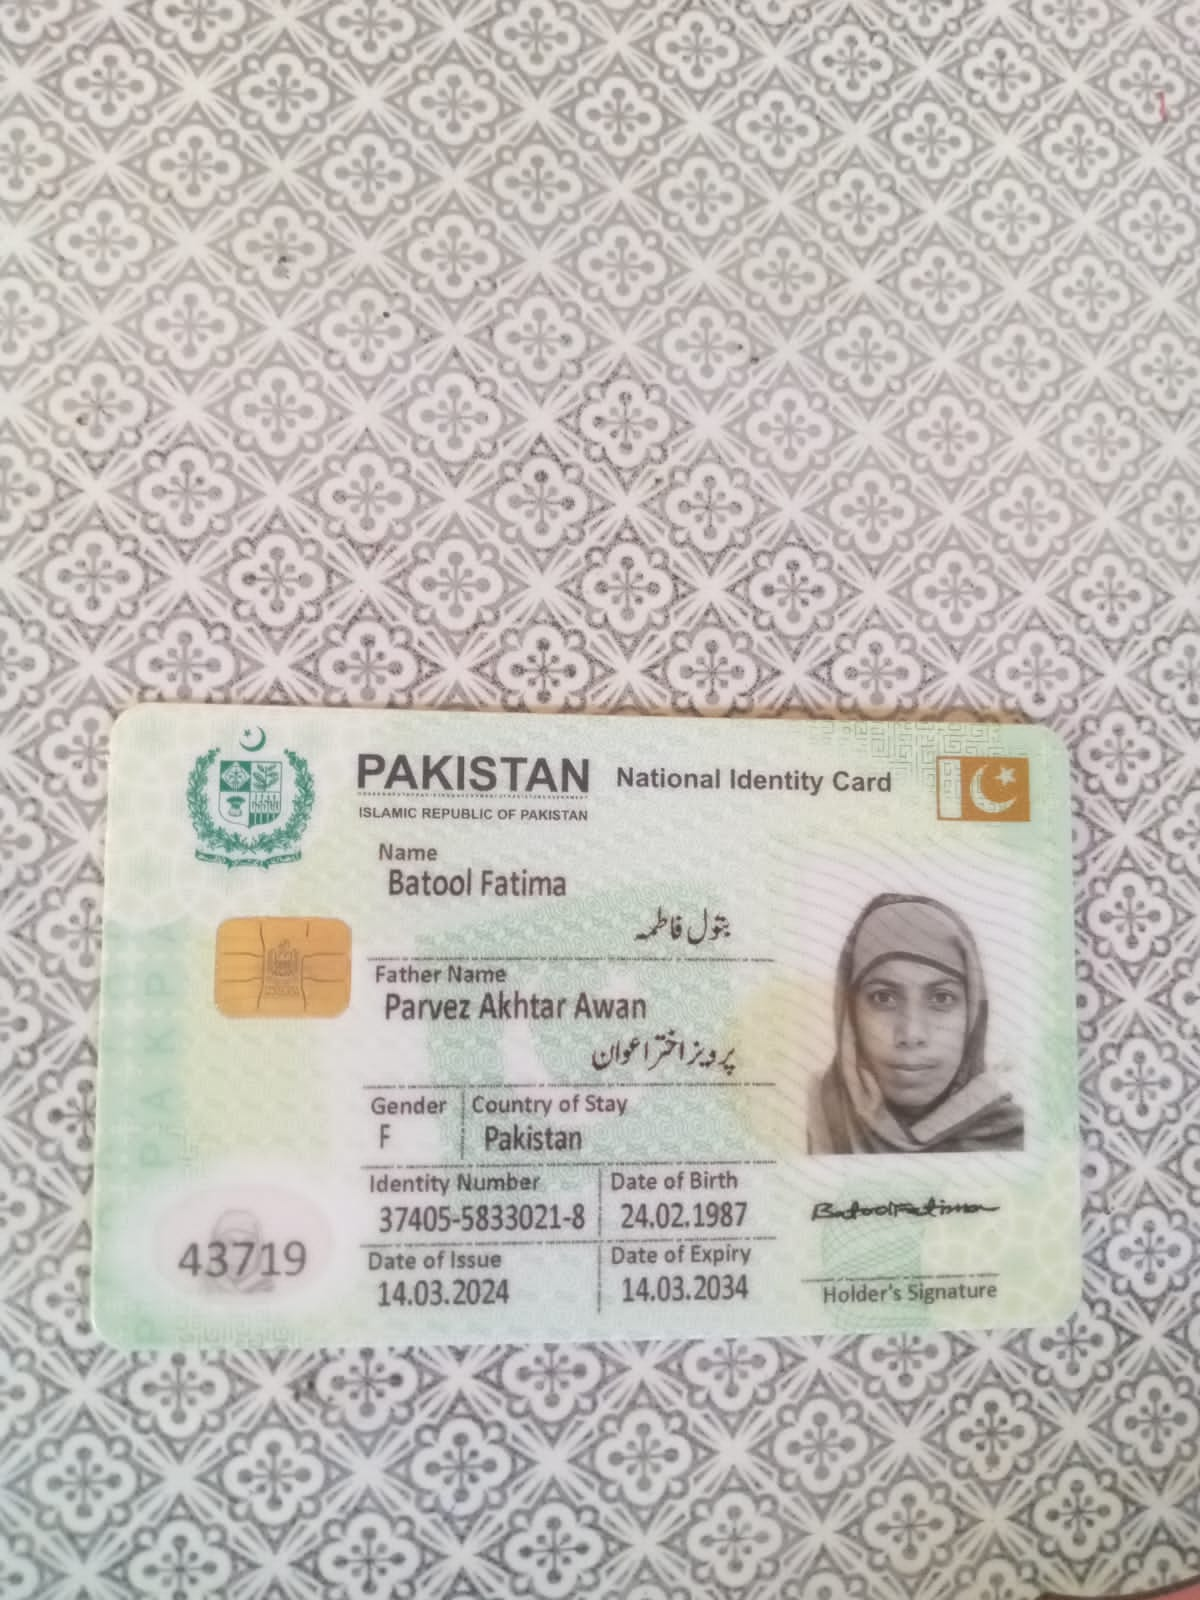 PAKISTAN National Identity Card
ISLAMIC REPUBLIC OF PAKISTAN
Name
Batool Fatima
بتول فاطمہ
Father Name
Parvez Akhtar Awan
پرویز اختر اعوان
Gender Country of Stay
F Pakistan
Identity Number Date of Birth
37405-5833021-8 24.02.1987
Date of Issue Date of Expiry
14.03.2024 14.03.2034
43719
Batool Fatima
Holder's Signature